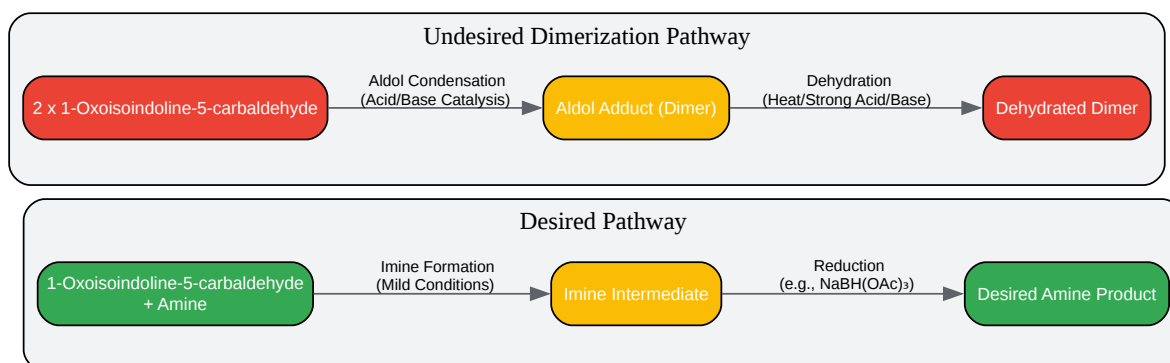 Undesired Dimerization Pathway
2 x 1-Oxoisoindoline-5-carbaldehyde
Aldol Condensation
(Acid/Base Catalysis)
Aldol Adduct (Dimer)
Dehydration
(Heat/Strong Acid/Base)
Dehydrated Dimer
Desired Pathway
1-Oxoisoindoline-5-carbaldehyde
+ Amine
Imine Formation
(Mild Conditions)
Imine Intermediate
Reduction
(e.g., NaBH(OAc)₃)
Desired Amine Product